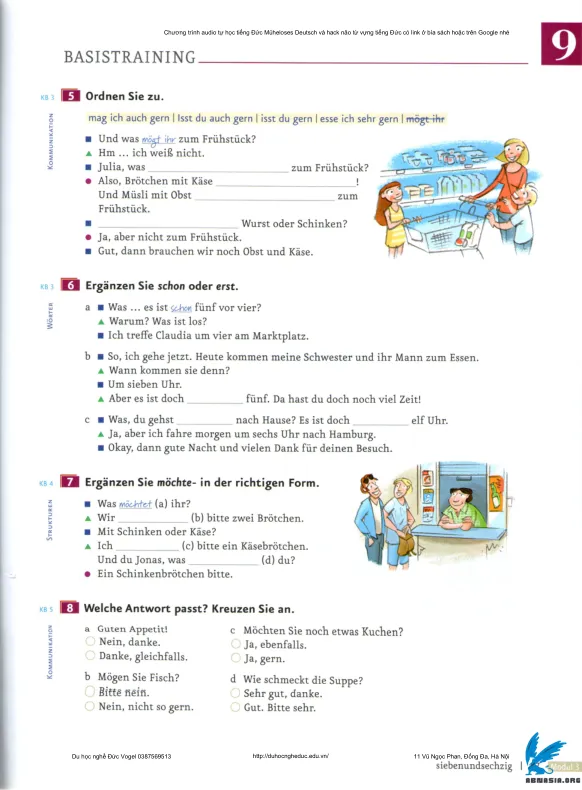 Chương trình audio tự học tiếng Đức Müheloses Deutsch và hack não từ vựng tiếng Đức có link ở bìa sách hoặc trên Google nhé
9
BASISTRAINING
KB 3 5 Ordnen Sie zu.
KOMMUNIKATION
mag ich auch gern | Isst du auch gern | isst du gern | esse ich sehr gern | mögt ihr
■ Und was mögt ihr zum Frühstück?
▲ Hm ... ich weiß nicht.
■ Julia, was ____________ zum Frühstück?
● Also, Brötchen mit Käse ____________!
Und Müsli mit Obst ____________ zum
Frühstück.
■ ____________ Wurst oder Schinken?
● Ja, aber nicht zum Frühstück.
■ Gut, dann brauchen wir noch Obst und Käse.
KB 3 6 Ergänzen Sie schon oder erst.
WÖRTER
a ■ Was ... es ist schon fünf vor vier?
▲ Warum? Was ist los?
■ Ich treffe Claudia um vier am Marktplatz.
b ■ So, ich gehe jetzt. Heute kommen meine Schwester und ihr Mann zum Essen.
▲ Wann kommen sie denn?
■ Um sieben Uhr.
▲ Aber es ist doch ________ fünf. Da hast du doch noch viel Zeit!
c ■ Was, du gehst ________ nach Hause? Es ist doch ________ elf Uhr.
▲ Ja, aber ich fahre morgen um sechs Uhr nach Hamburg.
■ Okay, dann gute Nacht und vielen Dank für deinen Besuch.
KB 4 7 Ergänzen Sie möchte- in der richtigen Form.
STRUKTUREN
■ Was möchtet (a) ihr?
▲ Wir ________ (b) bitte zwei Brötchen.
■ Mit Schinken oder Käse?
▲ Ich ________ (c) bitte ein Käsebrötchen.
Und du Jonas, was ________ (d) du?
● Ein Schinkenbrötchen bitte.
KB 5 8 Welche Antwort passt? Kreuzen Sie an.
KOMMUNIKATION
a Guten Appetit!
○ Nein, danke.
○ Danke, gleichfalls.
b Mögen Sie Fisch?
○ Bitte nein.
○ Nein, nicht so gern.
c Möchten Sie noch etwas Kuchen?
○ Ja, ebenfalls.
○ Ja, gern.
d Wie schmeckt die Suppe?
○ Sehr gut, danke.
○ Gut. Bitte sehr.
Du học nghề Đức Vogel 0387569513
http://duhocngheduc.edu.vn/
11 Vũ Ngọc Phan, Đống Đa, Hà Nội
siebenundsechzig | 67 Modul 3